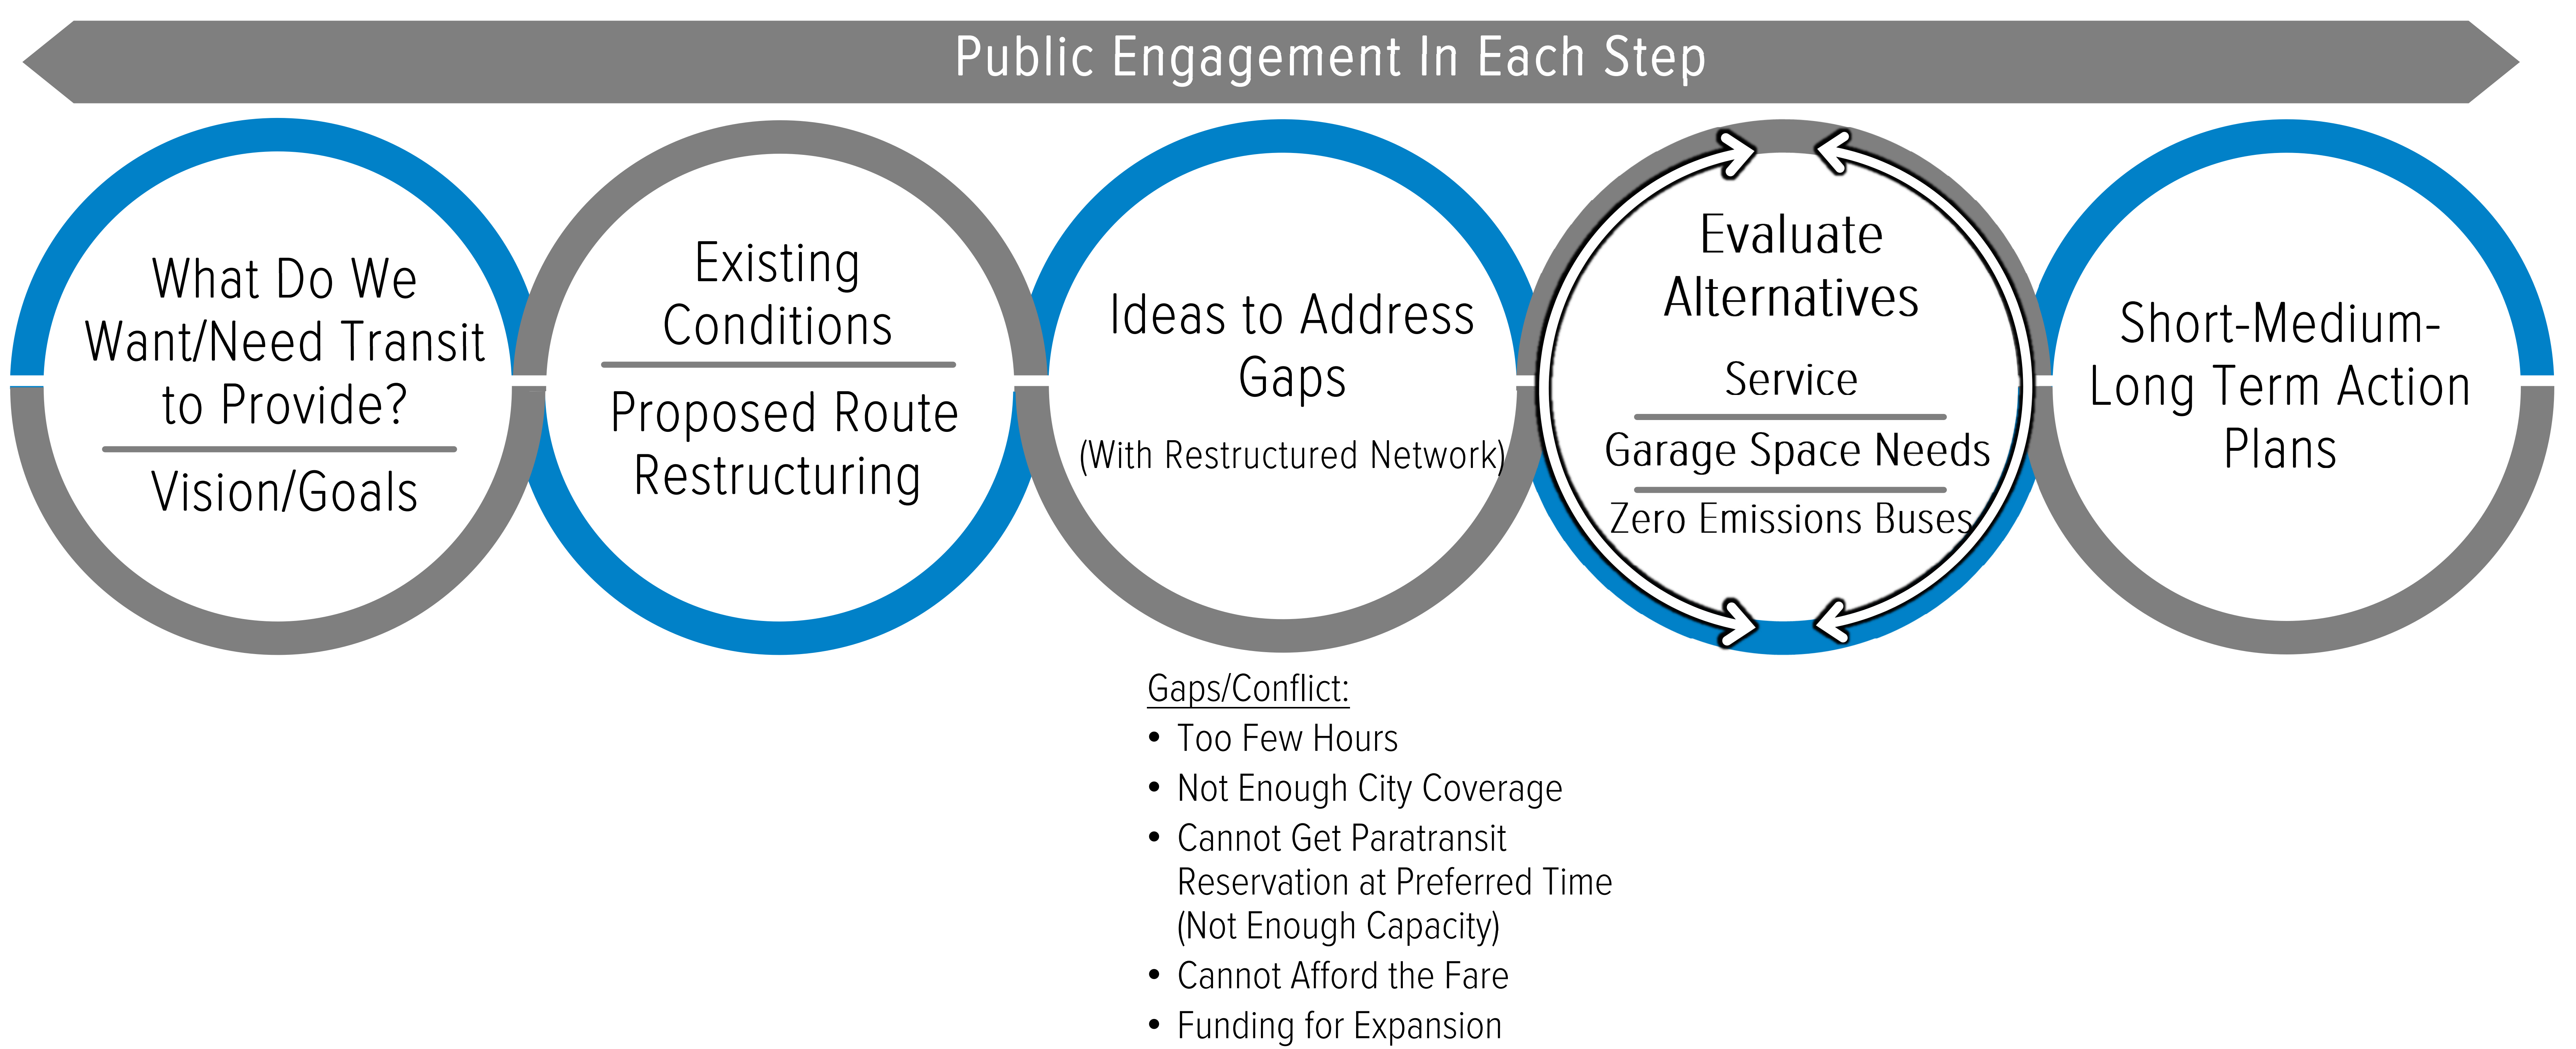 Public Engagement In Each Step
What Do We
Want/Need Transit
to Provide?
Vision/Goals
Existing
Conditions
Proposed Route
Restructuring
Ideas to Address
Gaps
(With Restructured Network)
Evaluate
Alternatives
Service
Garage Space Needs
Zero Emissions Buses
Short-Medium-
Long Term Action
Plans
Gaps/Conflict:
• Too Few Hours
• Not Enough City Coverage
• Cannot Get Paratransit
Reservation at Preferred Time
(Not Enough Capacity)
• Cannot Afford the Fare
• Funding for Expansion